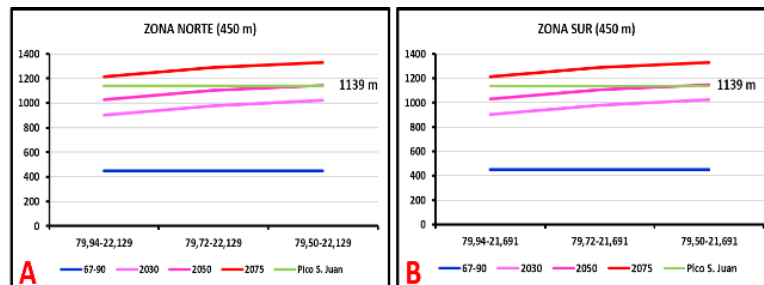 ZONA NORTE (450 m)
1400
1200
1000
800
600
400
200
0
1139 m
79,94-22,129 79,72-22,129 79,50-22,129
A
67-90 2030 2050 2075 Pico S. Juan
ZONA SUR (450 m)
1400
1200
1000
800
600
400
200
0
1139 m
79,94-21,691 79,72-21,691 79,50-21,691
B
67-90 2030 2050 2075 Pico S. Juan